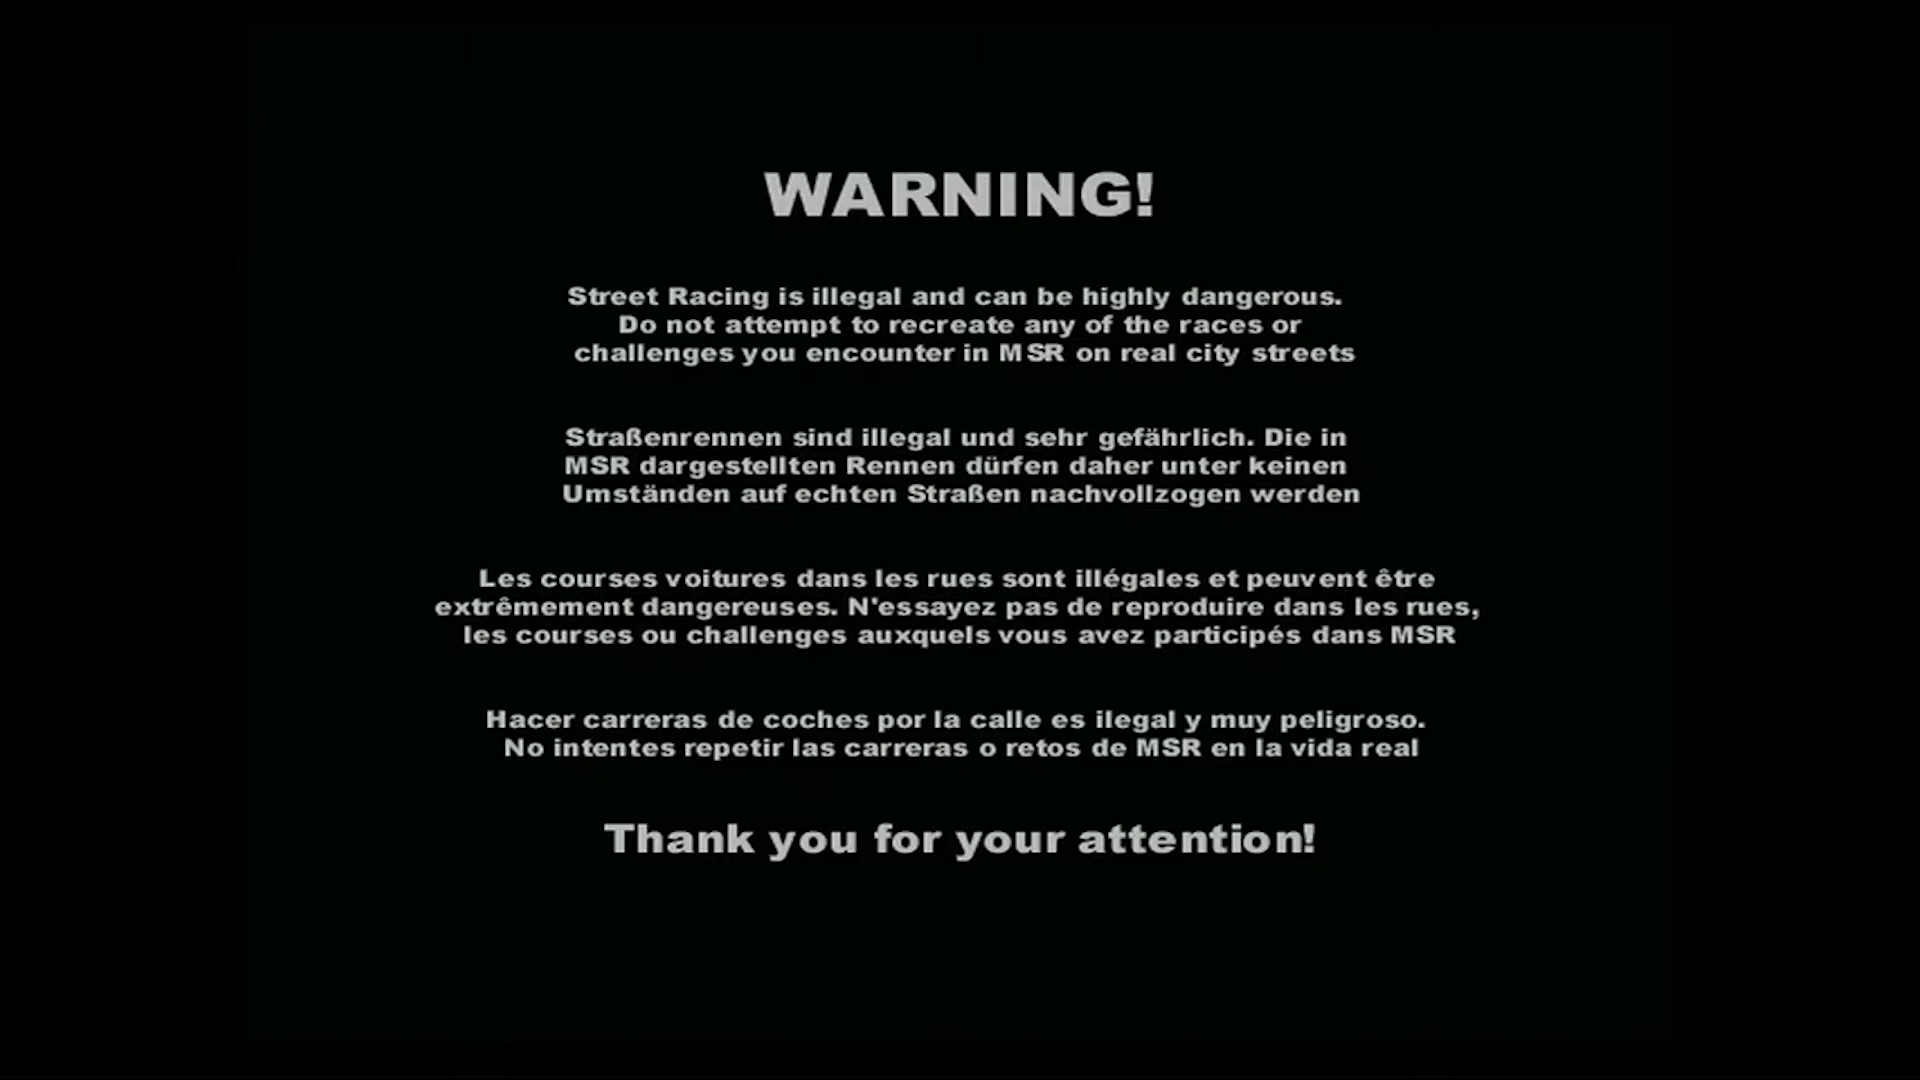 WARNING!
Street Racing is illegal and can be highly dangerous.
Do not attempt to recreate any of the races or
challenges you encounter in MSR on real city streets
Straßenrennen sind illegal und sehr gefährlich. Die in
MSR dargestellten Rennen dürfen daher unter keinen
Umständen auf echten Straßen nachvollzogen werden
Les courses voitures dans les rues sont illégales et peuvent être
extrêmement dangereuses. N'essayez pas de reproduire dans les rues,
les courses ou challenges auxquels vous avez participés dans MSR
Hacer carreras de coches por la calle es ilegal y muy peligroso.
No intentes repetir las carreras o retos de MSR en la vida real
Thank you for your attention!